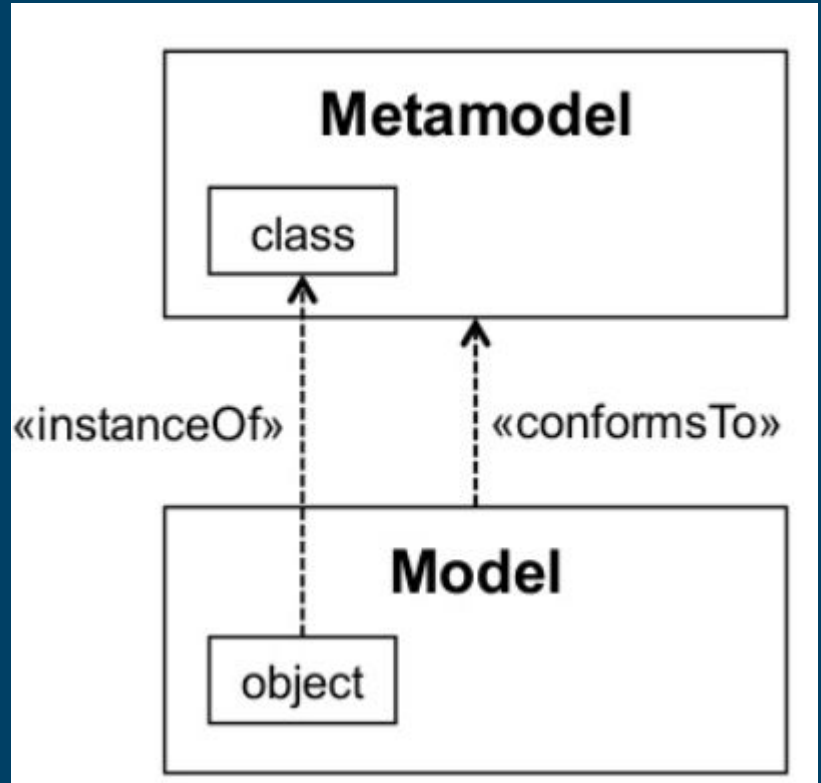 Metamodel
class
«instanceOf»
«conformsTo»
Model
object